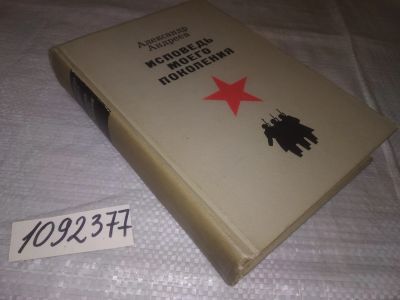 Александр
Андреев
ИСПОВЕДЬ
МОЕГО
ПОКОЛЕНИЯ
1092377